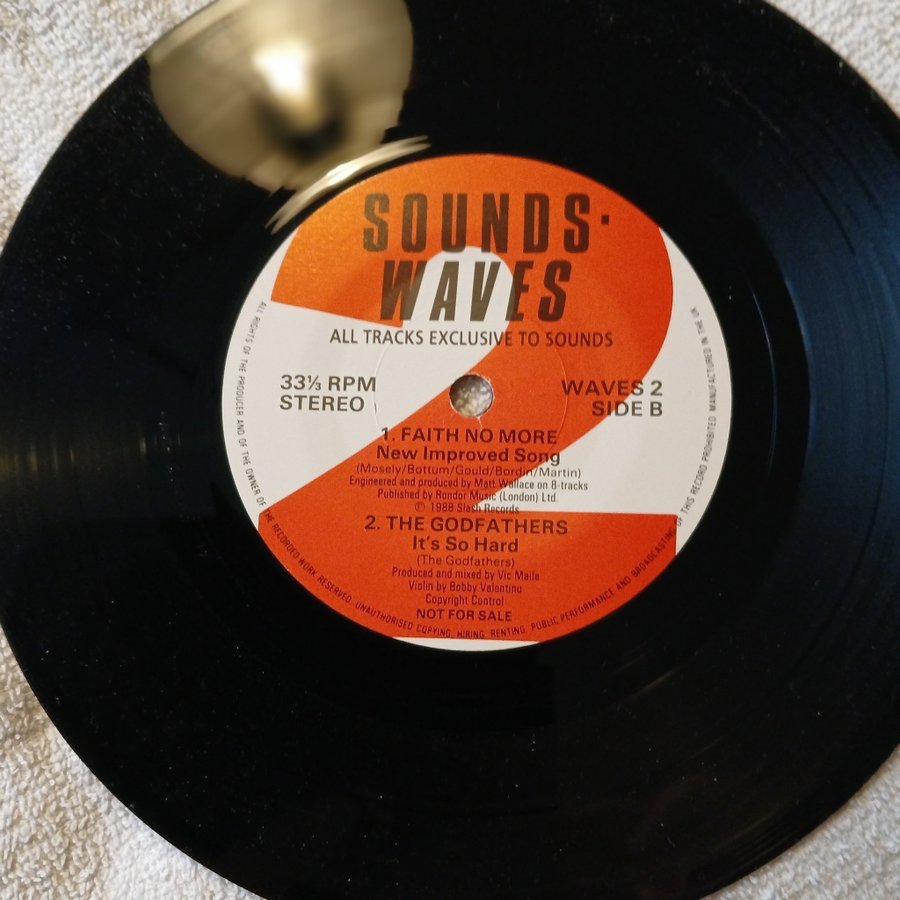 SOUNDS·
WAVES
ALL TRACKS EXCLUSIVE TO SOUNDS
33⅓ RPM
STEREO
WAVES 2
SIDE B
1. FAITH NO MORE
New Improved Song
(Mosely/Bottum/Gould/Bordin/Martin)
Engineered and produced by Matt Wallace on 8-tracks
Published by Rondor Music (London) Ltd.
℗ 1988 Slash Records
2. THE GODFATHERS
It's So Hard
(The Godfathers)
Produced and mixed by Vic Maile
Violin by Bobby Valentino
Copyright Control
NOT FOR SALE
ALL RIGHTS OF THE PRODUCER AND OF THE OWNER OF THE RECORDED WORK RESERVED. UNAUTHORISED COPYING, HIRING, RENTING, PUBLIC PERFORMANCE AND BROADCASTING OF THIS RECORD PROHIBITED. MANUFACTURED IN THE UK